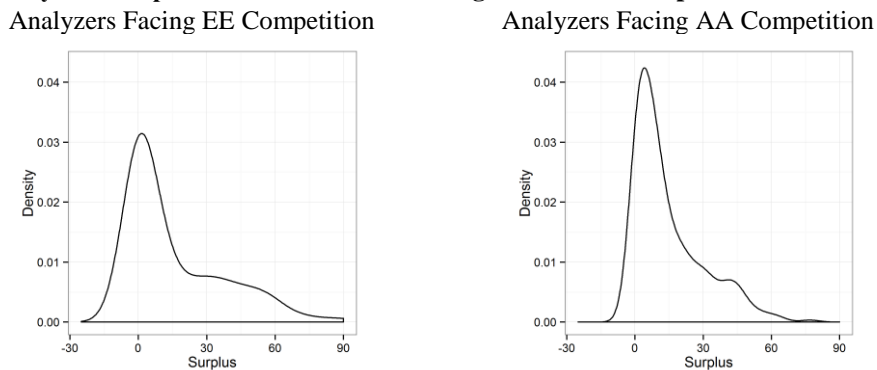 Analyzers Facing EE Competition
Analyzers Facing AA Competition
0.04
0.03
0.02
0.01
0.00
Density
-30 0 30 60 90
Surplus
0.04
0.03
0.02
0.01
0.00
Density
-30 0 30 60 90
Surplus